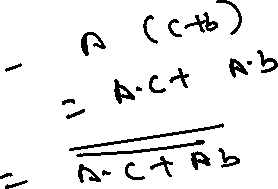 - A (C+b)
= A·C+ A·b
= A·C+ Ab